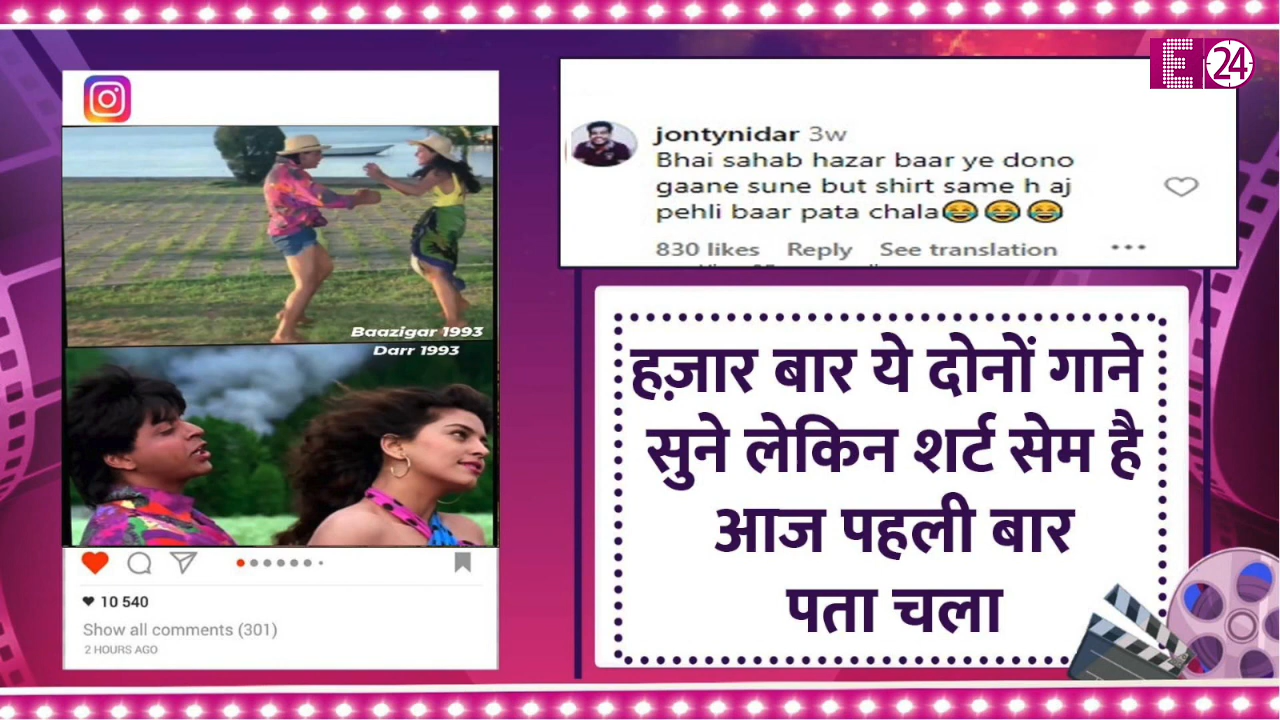 E 24
jontynidar 3w
Bhai sahab hazar baar ye dono
gaane sune but shirt same h aj
pehli baar pata chala😂😂😂
830 likes Reply See translation
Baazigar 1993
Darr 1993
10 540
Show all comments (301)
2 HOURS AGO
हज़ार बार ये दोनों गाने
सुने लेकिन शर्ट सेम है
आज पहली बार
पता चला